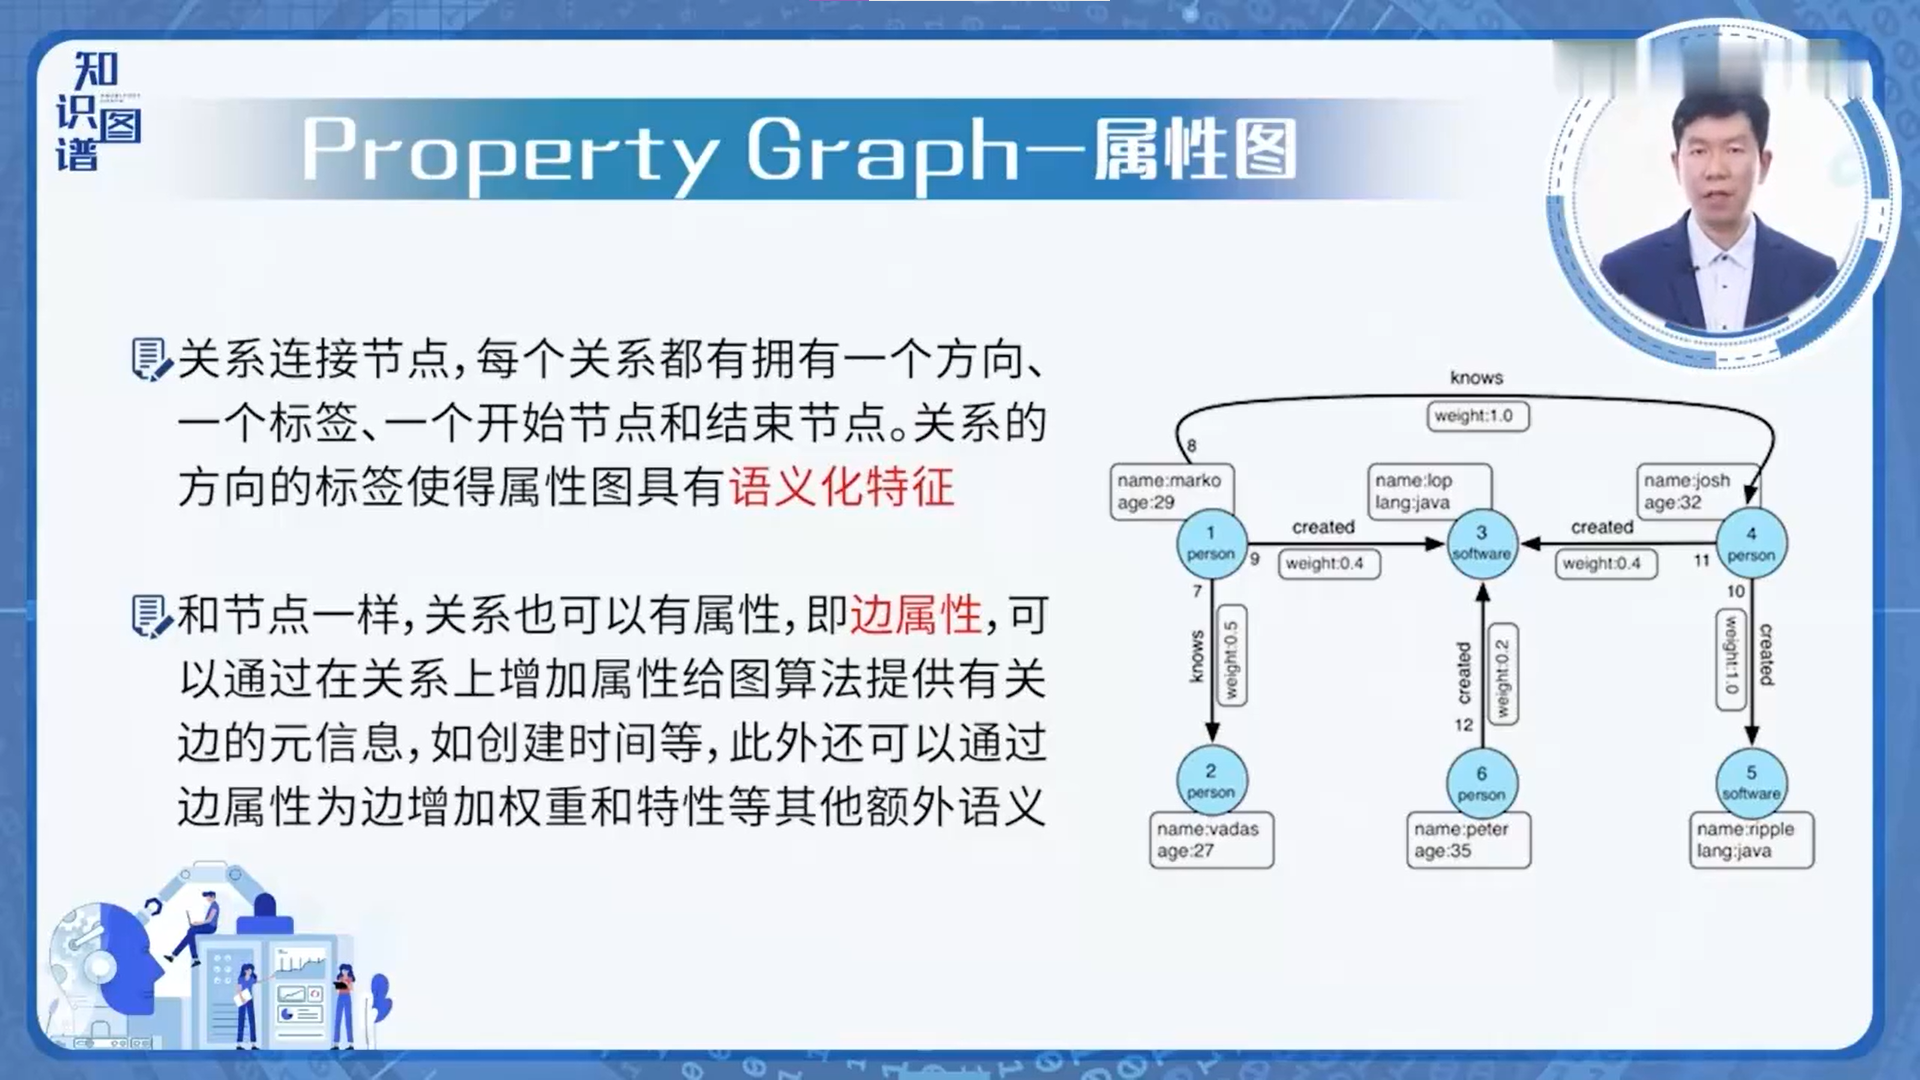 知识图谱
Property Graph—属性图
关系连接节点，每个关系都有拥有一个方向、
一个标签、一个开始节点和结束节点。关系的
方向的标签使得属性图具有语义化特征
和节点一样，关系也可以有属性，即边属性，可
以通过在关系上增加属性给图算法提供有关
边的元信息，如创建时间等，此外还可以通过
边属性为边增加权重和特性等其他额外语义
knows
weight:1.0
8
name:marko
age:29
name:lop
lang:java
name:josh
age:32
1
person
created
9
weight:0.4
3
software
created
weight:0.4
11
4
person
7
knows
weight:0.5
created
weight:0.2
12
10
weight:1.0
created
2
person
name:vadas
age:27
6
person
name:peter
age:35
5
software
name:ripple
lang:java